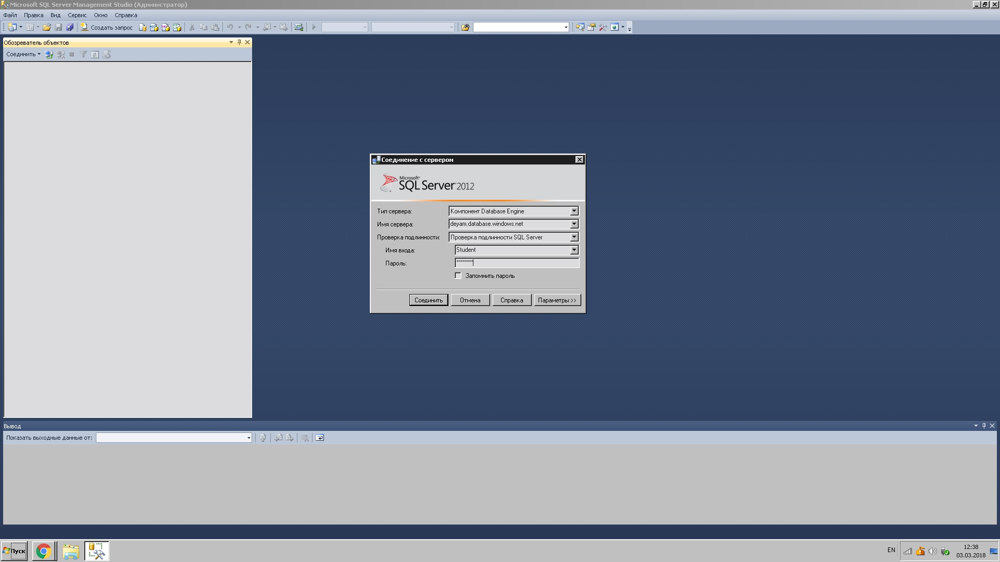 Microsoft SQL Server Management Studio (Администратор)
Файл Правка Вид Сервис Окно Справка
Создать запрос
Обозреватель объектов
Соединить
Соединение с сервером
Microsoft®
SQL Server 2012
Тип сервера: Компонент Database Engine
Имя сервера: deyam.database.windows.net
Проверка подлинности: Проверка подлинности SQL Server
Имя входа: Student
Пароль: ********
Запомнить пароль
Соединить Отмена Справка Параметры >>
Вывод
Показать выходные данные от:
Пуск
EN
12:38
03.03.2018